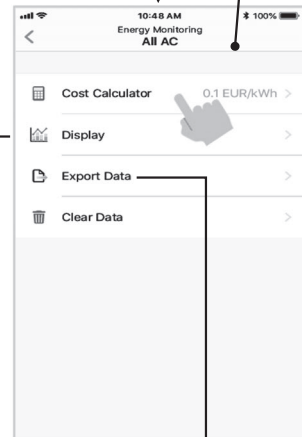 10:48 AM 100%
Energy Monitoring
All AC
Cost Calculator 0.1 EUR/kWh
Display
Export Data
Clear Data